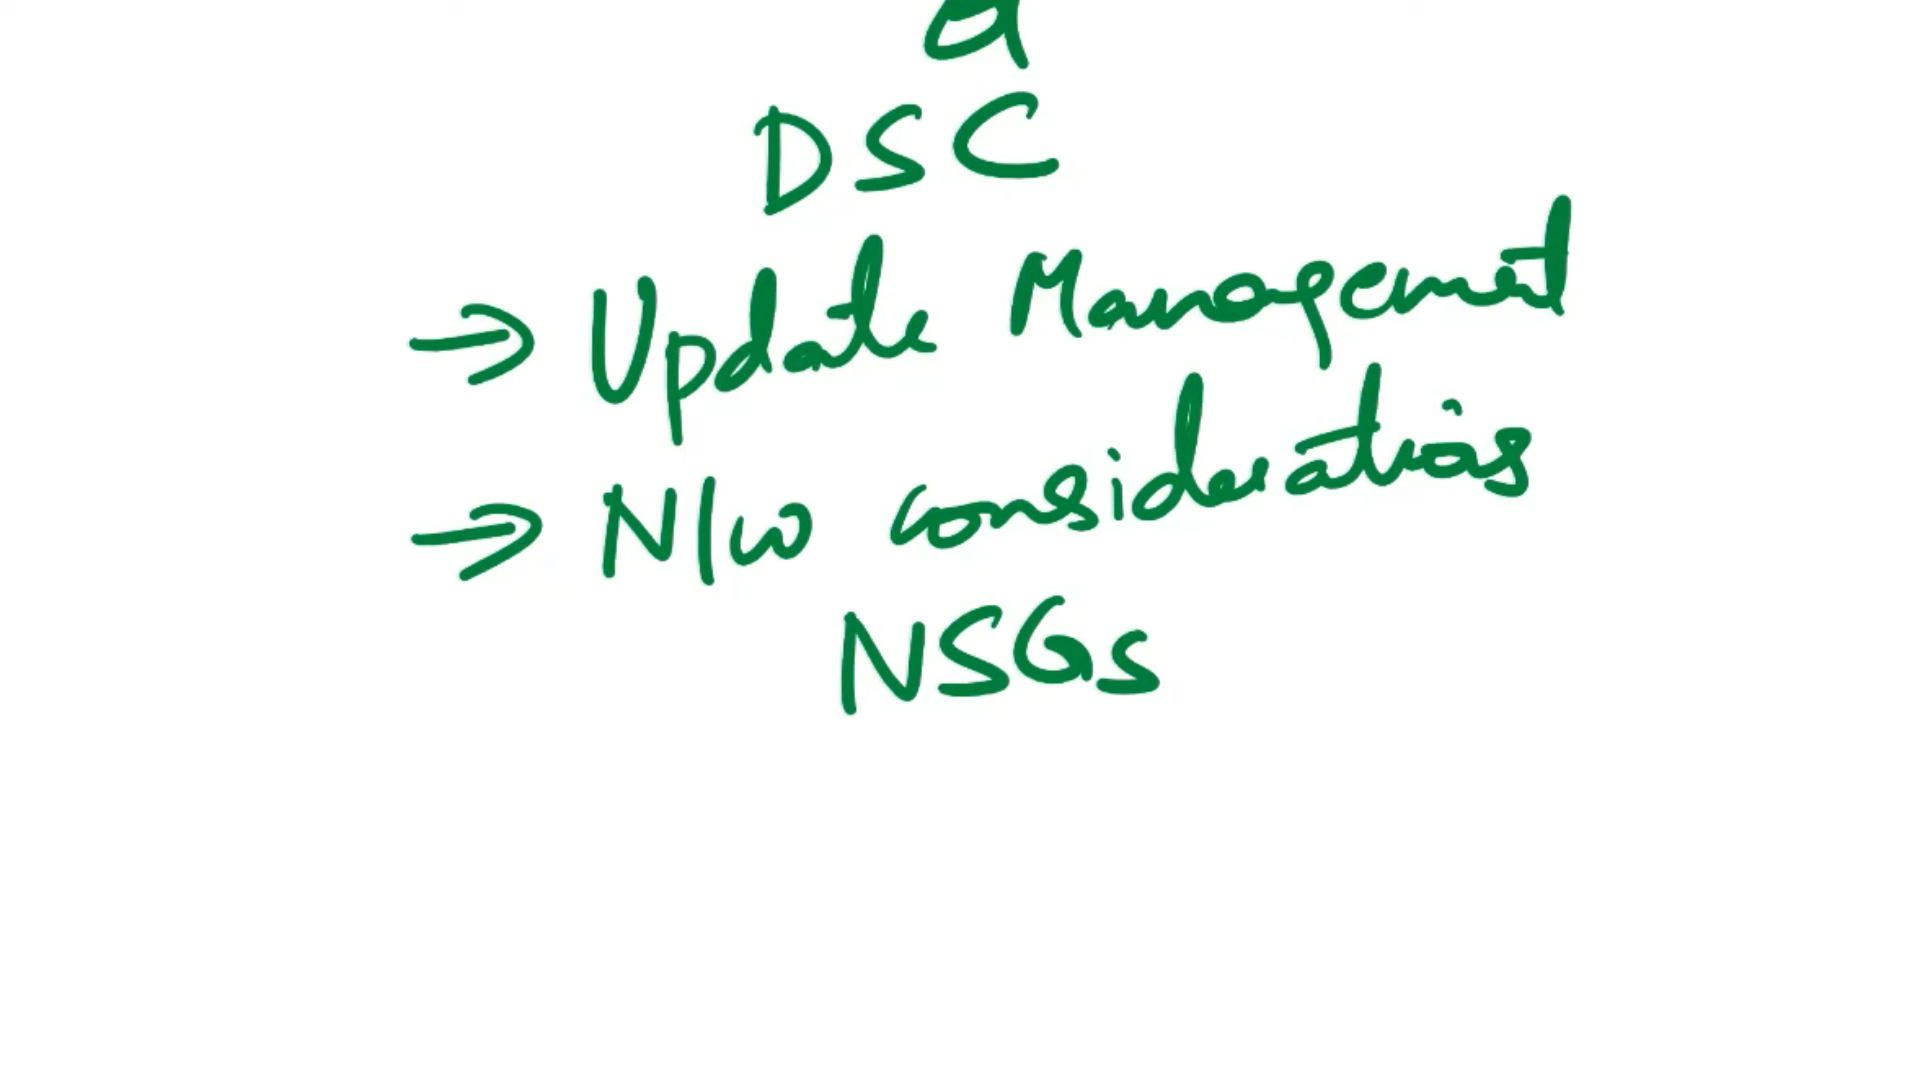 DSC
→ Update Management
→ N/w considerations
NSGs